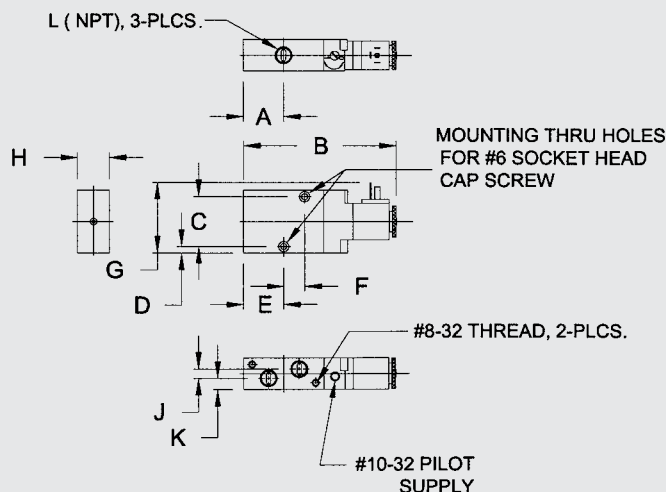 L ( NPT), 3-PLCS.
A
H
B
MOUNTING THRU HOLES
FOR #6 SOCKET HEAD
CAP SCREW
C
G
D
E
F
#8-32 THREAD, 2-PLCS.
J
K
#10-32 PILOT
SUPPLY